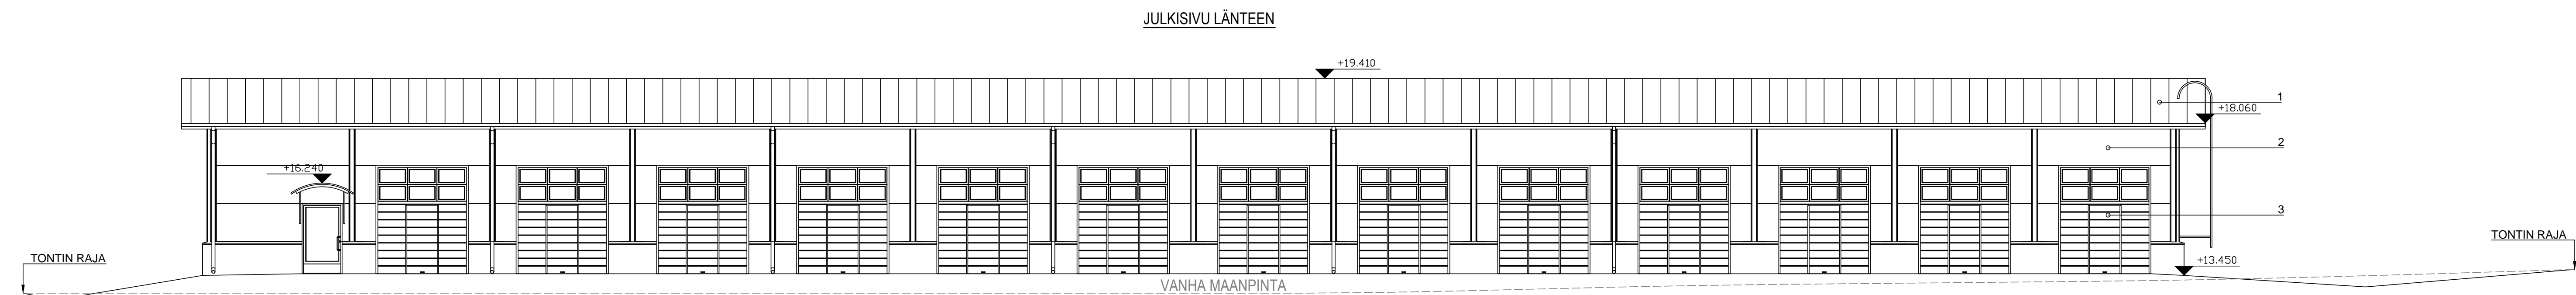 JULKISIVU LÄNTEEN
+19.410
1
+18.060
2
+16.240
3
TONTIN RAJA
TONTIN RAJA
+13.450
VANHA MAANPINTA